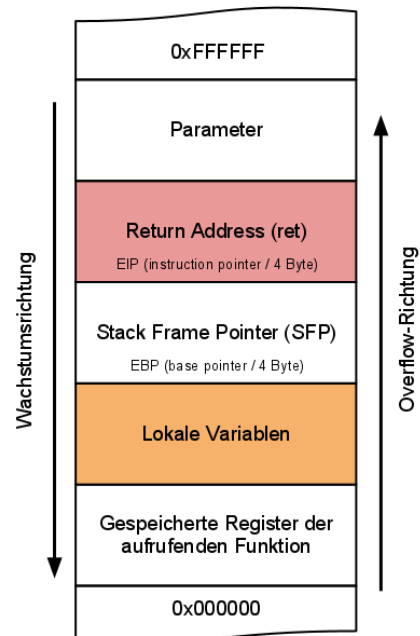 0xFFFFFF
Parameter
Return Address (ret)
EIP (instruction pointer / 4 Byte)
Stack Frame Pointer (SFP)
EBP (base pointer / 4 Byte)
Lokale Variablen
Gespeicherte Register der
aufrufenden Funktion
0x000000
Wachstumsrichtung
Overflow-Richtung